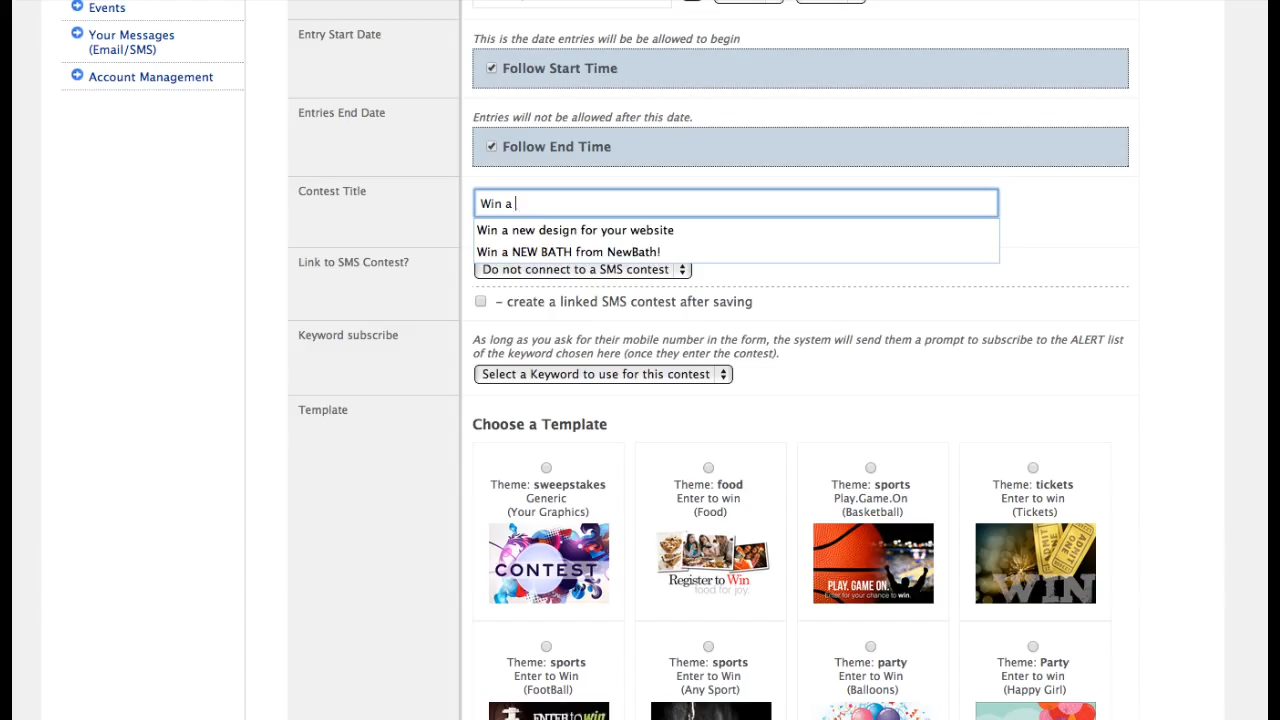 Events
Your Messages
(Email/SMS)
Account Management
Entry Start Date
This is the date entries will be be allowed to begin
Follow Start Time
Entries End Date
Entries will not be allowed after this date.
Follow End Time
Contest Title
Win a
Win a new design for your website
Win a NEW BATH from NewBath!
Link to SMS Contest?
Do not connect to a SMS contest
– create a linked SMS contest after saving
Keyword subscribe
As long as you ask for their mobile number in the form, the system will send them a prompt to subscribe to the ALERT list
of the keyword chosen here (once they enter the contest).
Select a Keyword to use for this contest
Template
Choose a Template
Theme: sweepstakes
Generic
(Your Graphics)
CONTEST
Theme: food
Enter to win
(Food)
Register to Win
food for joy.
Theme: sports
Play.Game.On
(Basketball)
PLAY. GAME ON.
Enter for your chance to win.
Theme: tickets
Enter to win
(Tickets)
ADMIT ONE
WIN
Theme: sports
Enter to Win
(FootBall)
ENTER to win
Theme: sports
Enter to Win
(Any Sport)
Theme: party
Enter to Win
(Balloons)
Theme: Party
Enter to win
(Happy Girl)